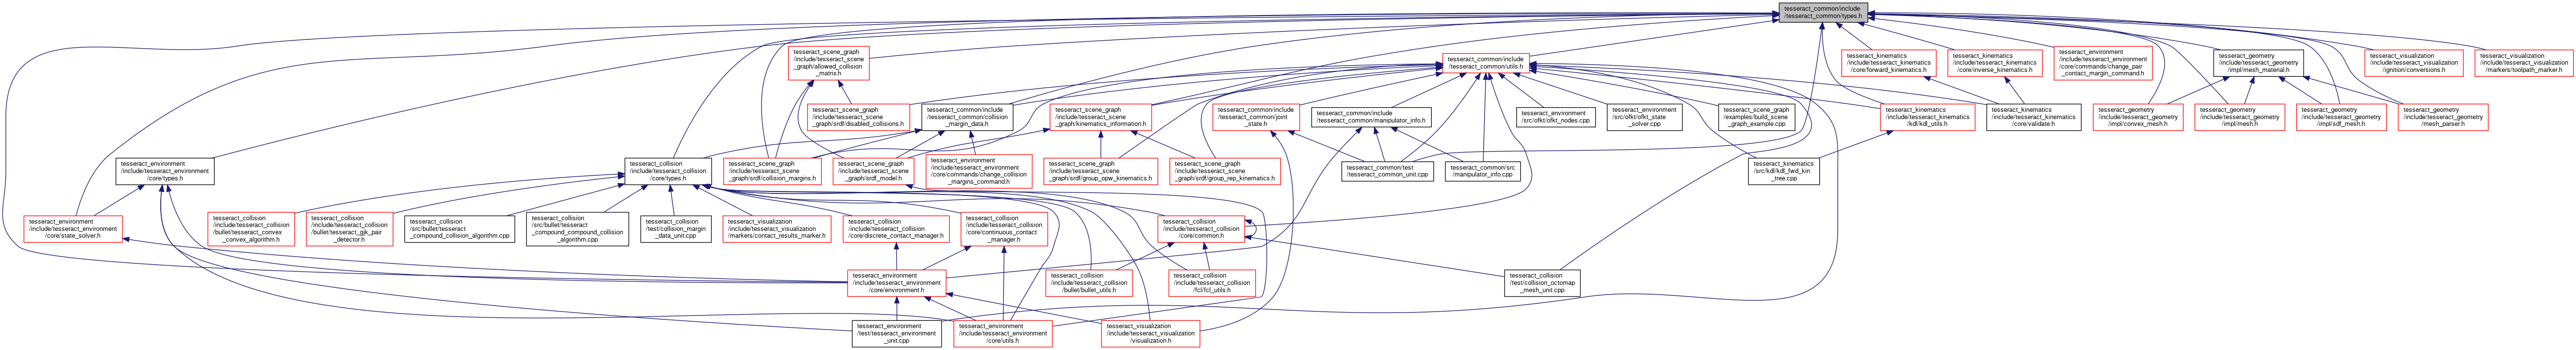 tesseract_common/include
/tesseract_common/types.h
tesseract_scene_graph
/include/tesseract_scene
_graph/allowed_collision
_matrix.h
tesseract_common/include
/tesseract_common/utils.h
tesseract_kinematics
/include/tesseract_kinematics
/core/forward_kinematics.h
tesseract_kinematics
/include/tesseract_kinematics
/core/inverse_kinematics.h
tesseract_environment
/include/tesseract_environment
/core/commands/change_pair
_contact_margin_command.h
tesseract_geometry
/include/tesseract_geometry
/impl/mesh_material.h
tesseract_visualization
/include/tesseract_visualization
/ignition/conversions.h
tesseract_visualization
/include/tesseract_visualization
/markers/toolpath_marker.h
tesseract_scene_graph
/include/tesseract_scene
_graph/srdf/disabled_collisions.h
tesseract_common/include
/tesseract_common/collision
_margin_data.h
tesseract_scene_graph
/include/tesseract_scene
_graph/kinematics_information.h
tesseract_common/include
/tesseract_common/joint
_state.h
tesseract_common/include
/tesseract_common/manipulator_info.h
tesseract_environment
/src/ofkt/ofkt_nodes.cpp
tesseract_environment
/src/ofkt/ofkt_state
_solver.cpp
tesseract_scene_graph
/examples/build_scene
_graph_example.cpp
tesseract_kinematics
/include/tesseract_kinematics
/kdl/kdl_utils.h
tesseract_kinematics
/include/tesseract_kinematics
/core/validate.h
tesseract_geometry
/include/tesseract_geometry
/impl/convex_mesh.h
tesseract_geometry
/include/tesseract_geometry
/impl/mesh.h
tesseract_geometry
/include/tesseract_geometry
/impl/sdf_mesh.h
tesseract_geometry
/include/tesseract_geometry
/mesh_parser.h
tesseract_environment
/include/tesseract_environment
/core/types.h
tesseract_collision
/include/tesseract_collision
/core/types.h
tesseract_scene_graph
/include/tesseract_scene
_graph/srdf/collision_margins.h
tesseract_scene_graph
/include/tesseract_scene
_graph/srdf_model.h
tesseract_environment
/include/tesseract_environment
/core/commands/change_collision
_margins_command.h
tesseract_scene_graph
/include/tesseract_scene
_graph/srdf/group_opw_kinematics.h
tesseract_scene_graph
/include/tesseract_scene
_graph/srdf/group_rep_kinematics.h
tesseract_common/test
/tesseract_common_unit.cpp
tesseract_common/src
/manipulator_info.cpp
tesseract_kinematics
/src/kdl/kdl_fwd_kin
_tree.cpp
tesseract_environment
/include/tesseract_environment
/core/state_solver.h
tesseract_collision
/include/tesseract_collision
/bullet/tesseract_convex
_convex_algorithm.h
tesseract_collision
/include/tesseract_collision
/bullet/tesseract_gjk_pair
_detector.h
tesseract_collision
/src/bullet/tesseract
_compound_collision_algorithm.cpp
tesseract_collision
/src/bullet/tesseract
_compound_compound_collision
_algorithm.cpp
tesseract_collision
/test/collision_margin
_data_unit.cpp
tesseract_visualization
/include/tesseract_visualization
/markers/contact_results_marker.h
tesseract_collision
/include/tesseract_collision
/core/discrete_contact_manager.h
tesseract_collision
/include/tesseract_collision
/core/continuous_contact
_manager.h
tesseract_collision
/include/tesseract_collision
/core/common.h
tesseract_environment
/include/tesseract_environment
/core/environment.h
tesseract_collision
/include/tesseract_collision
/bullet/bullet_utils.h
tesseract_collision
/include/tesseract_collision
/fcl/fcl_utils.h
tesseract_collision
/test/collision_octomap
_mesh_unit.cpp
tesseract_environment
/test/tesseract_environment
_unit.cpp
tesseract_environment
/include/tesseract_environment
/core/utils.h
tesseract_visualization
/include/tesseract_visualization
/visualization.h